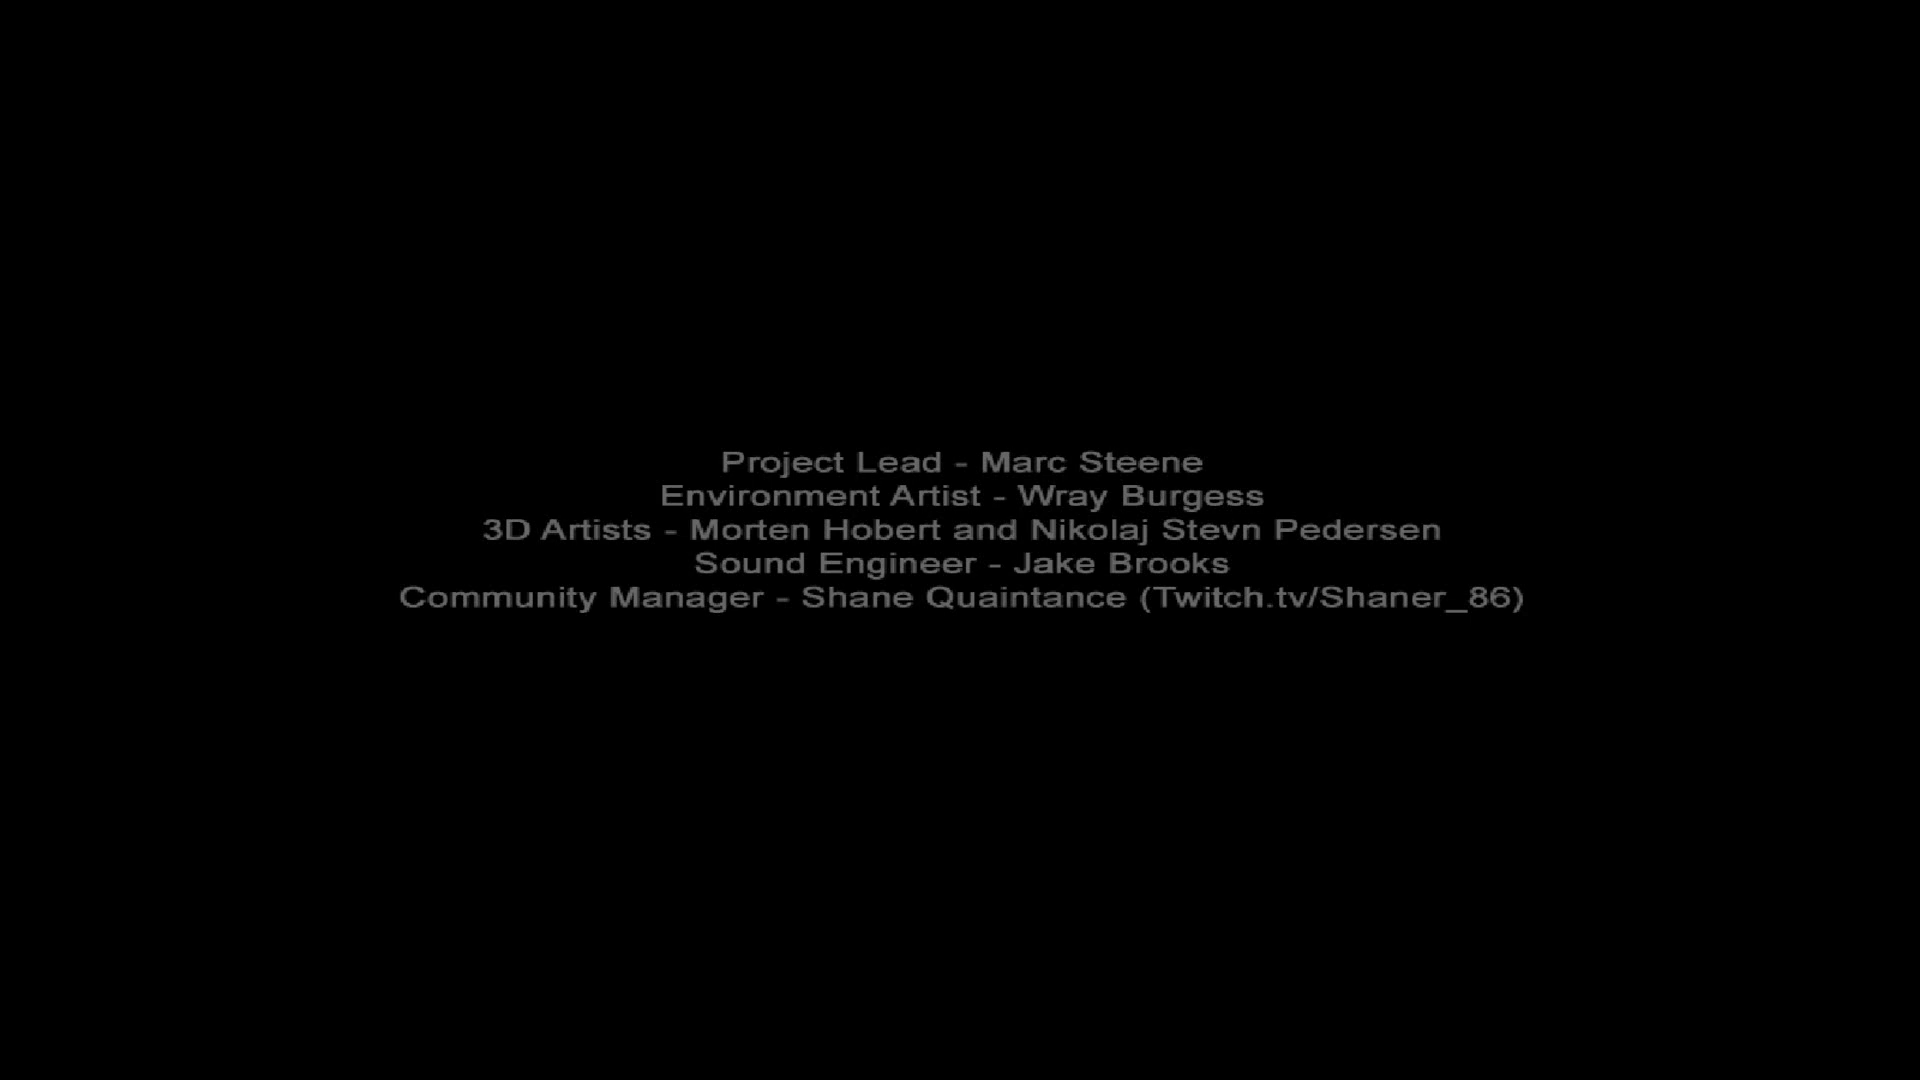 Project Lead - Marc Steene
Environment Artist - Wray Burgess
3D Artists - Morten Hobert and Nikolaj Stevn Pedersen
Sound Engineer - Jake Brooks
Community Manager - Shane Quaintance (Twitch.tv/Shaner_86)